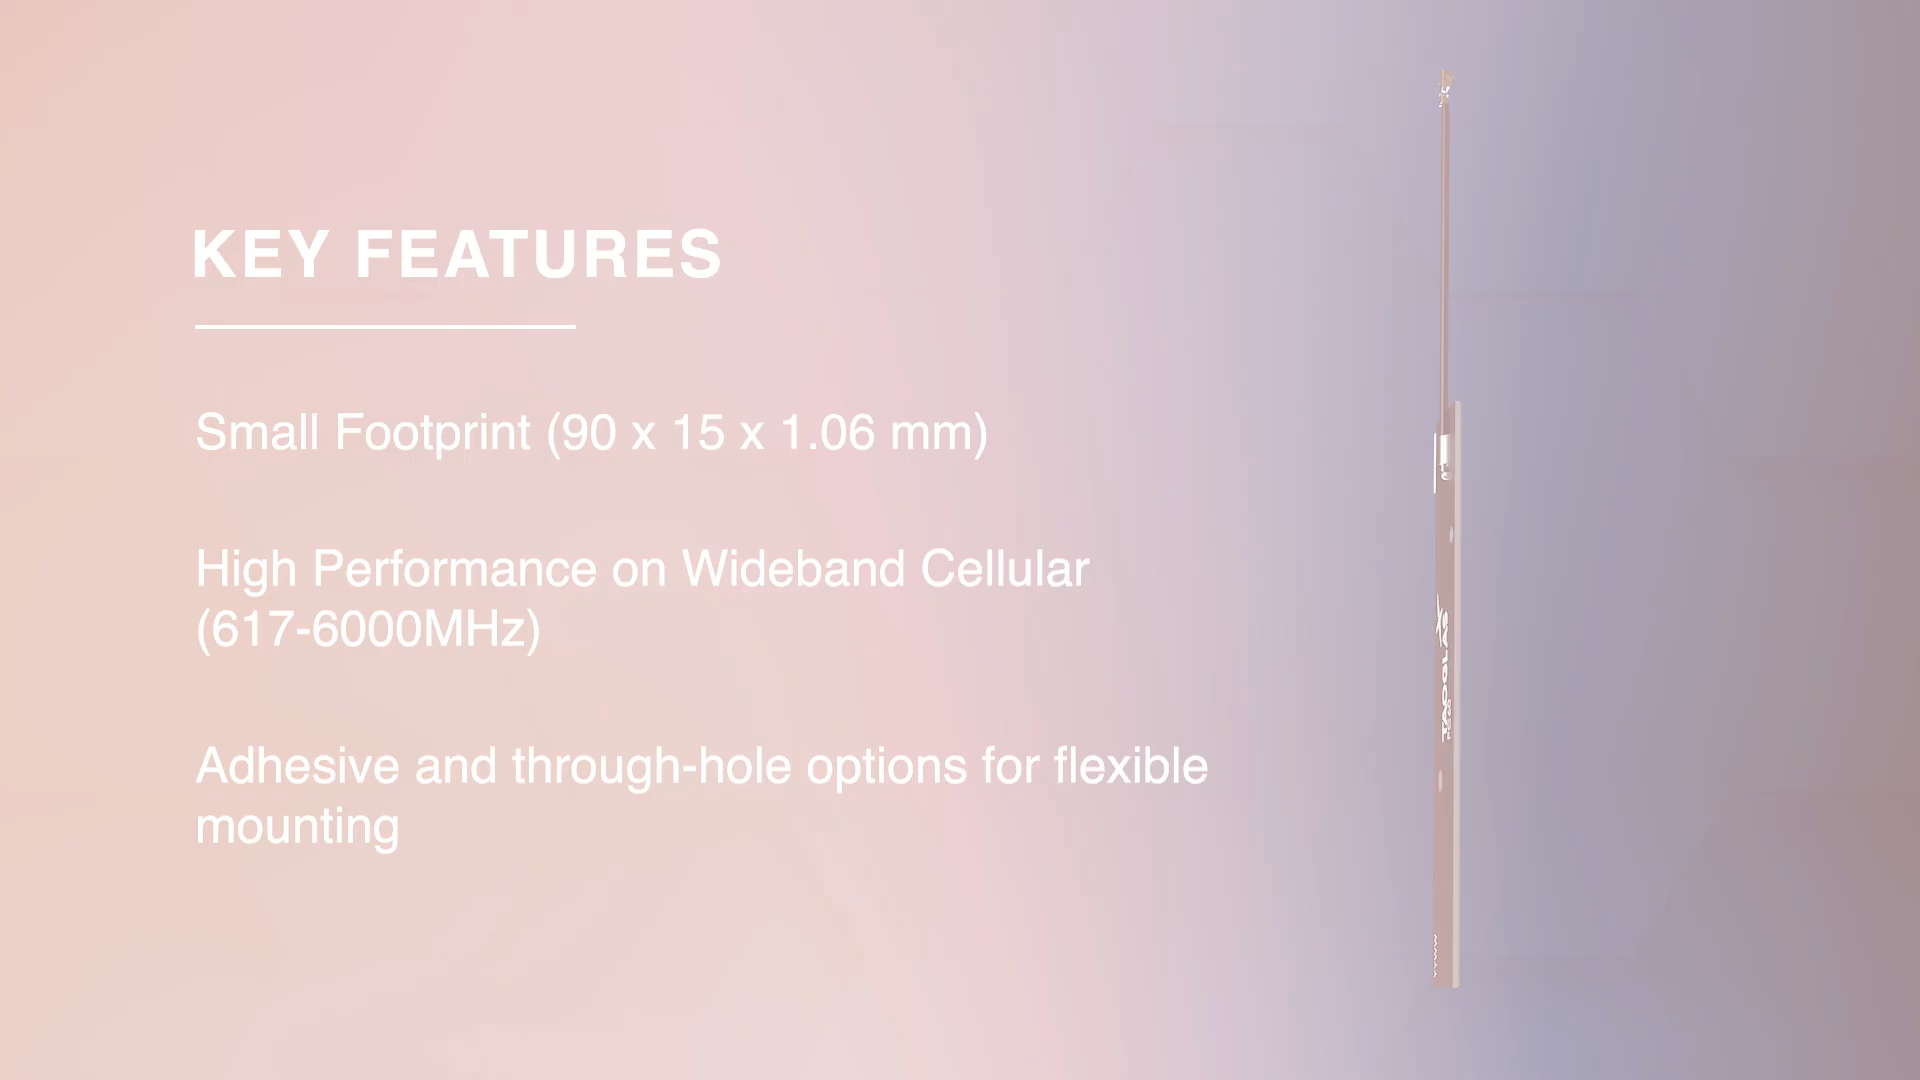 KEY FEATURES
Small Footprint (90 x 15 x 1.06 mm)
High Performance on Wideband Cellular
(617-6000MHz)
Adhesive and through-hole options for flexible
mounting
TAOGLAS